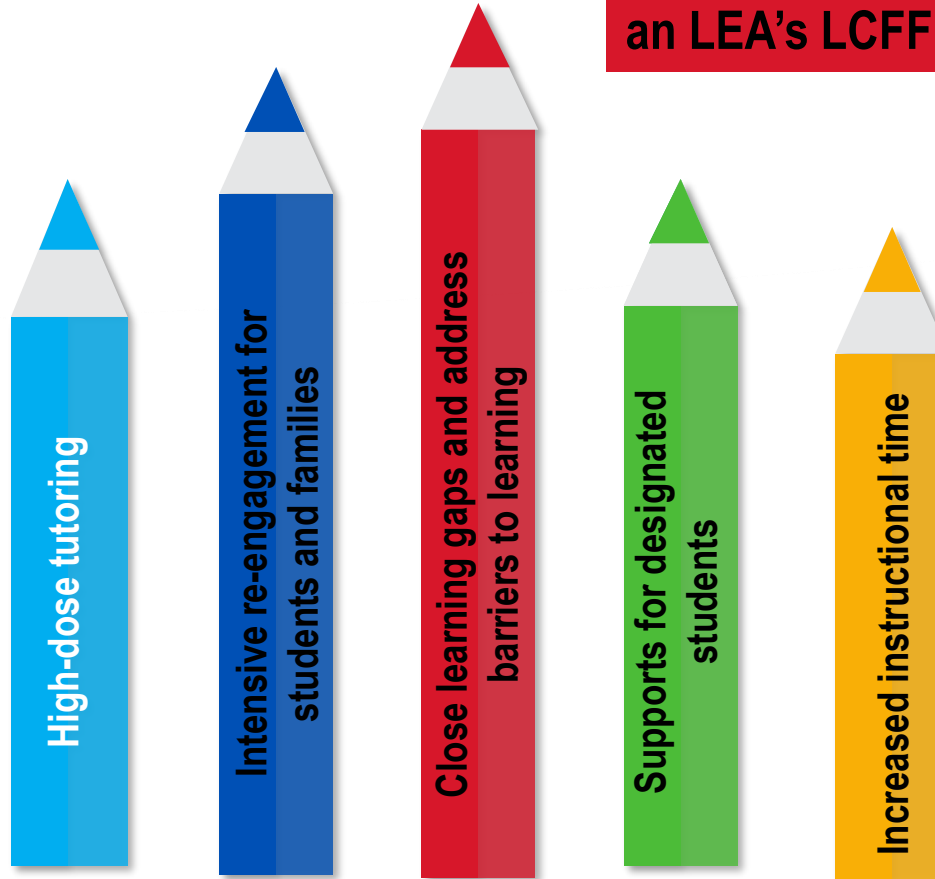 an LEA’s LCFF
High-dose tutoring
Intensive re-engagement for
students and families
Close learning gaps and address
barriers to learning
Supports for designated
students
Increased instructional time